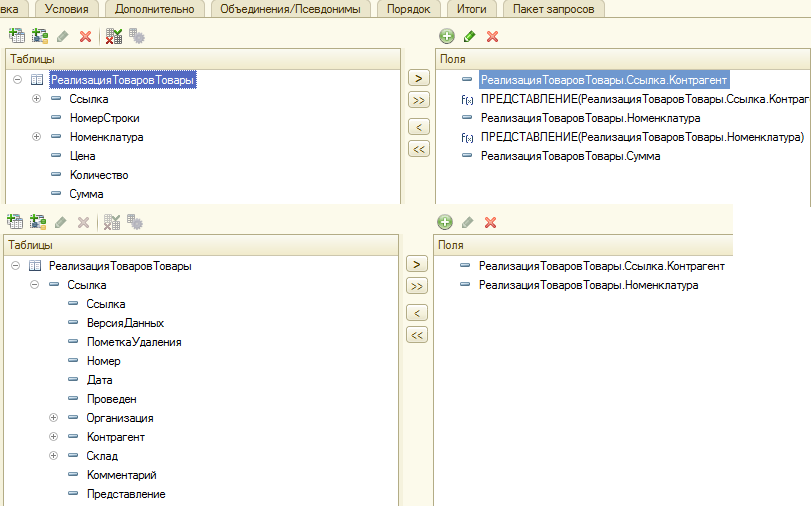 вка Условия Дополнительно Объединения/Псевдонимы Порядок Итоги Пакет запросов
Таблицы
РеализацияТоваровТовары
Ссылка
НомерСтроки
Номенклатура
Цена
Количество
Сумма
>
>>
<
<<
Поля
РеализацияТоваровТовары.Ссылка.Контрагент
ПРЕДСТАВЛЕНИЕ(РеализацияТоваровТовары.Ссылка.Контраг
РеализацияТоваровТовары.Номенклатура
ПРЕДСТАВЛЕНИЕ(РеализацияТоваровТовары.Номенклатура)
РеализацияТоваровТовары.Сумма
Таблицы
РеализацияТоваровТовары
Ссылка
Ссылка
ВерсияДанных
ПометкаУдаления
Номер
Дата
Проведен
Организация
Контрагент
Склад
Комментарий
Представление
>
>>
<
<<
Поля
РеализацияТоваровТовары.Ссылка.Контрагент
РеализацияТоваровТовары.Номенклатура